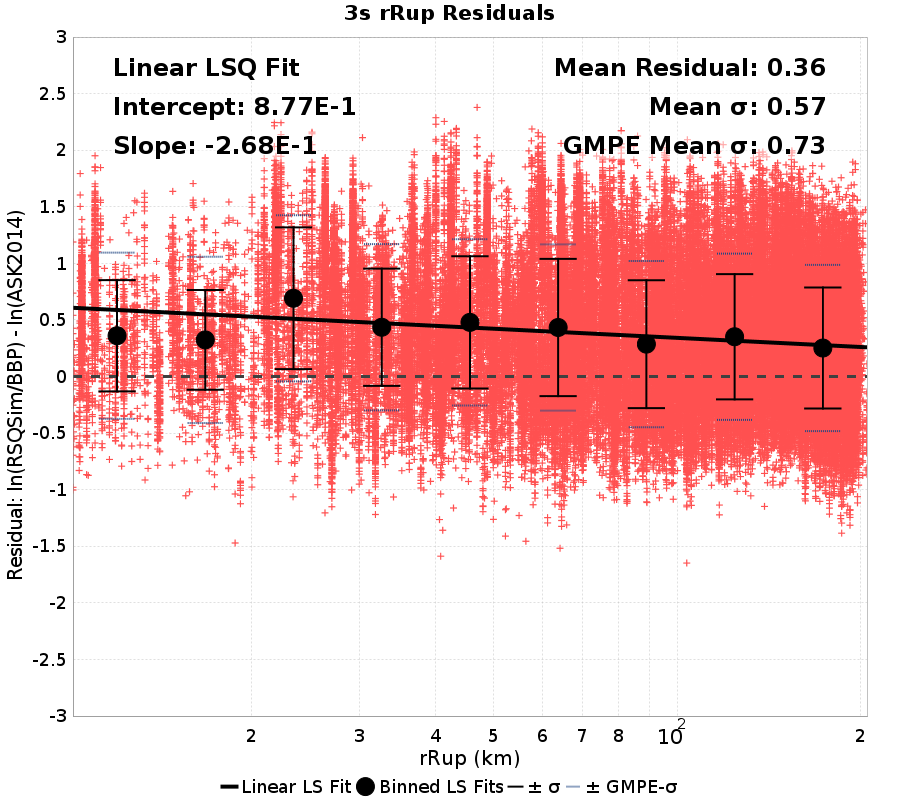 3s rRup Residuals
Linear LSQ Fit
Intercept: 8.77E-1
Slope: -2.68E-1
Mean Residual: 0.36
Mean σ: 0.57
GMPE Mean σ: 0.73
Residual: ln(RSQSim/BBP) - ln(ASK2014)
3
2.5
2
1.5
1
0.5
0
-0.5
-1
-1.5
-2
-2.5
-3
2 3 4 5 6 7 8 10² 2
rRup (km)
Linear LS Fit Binned LS Fits ± σ ± GMPE-σ